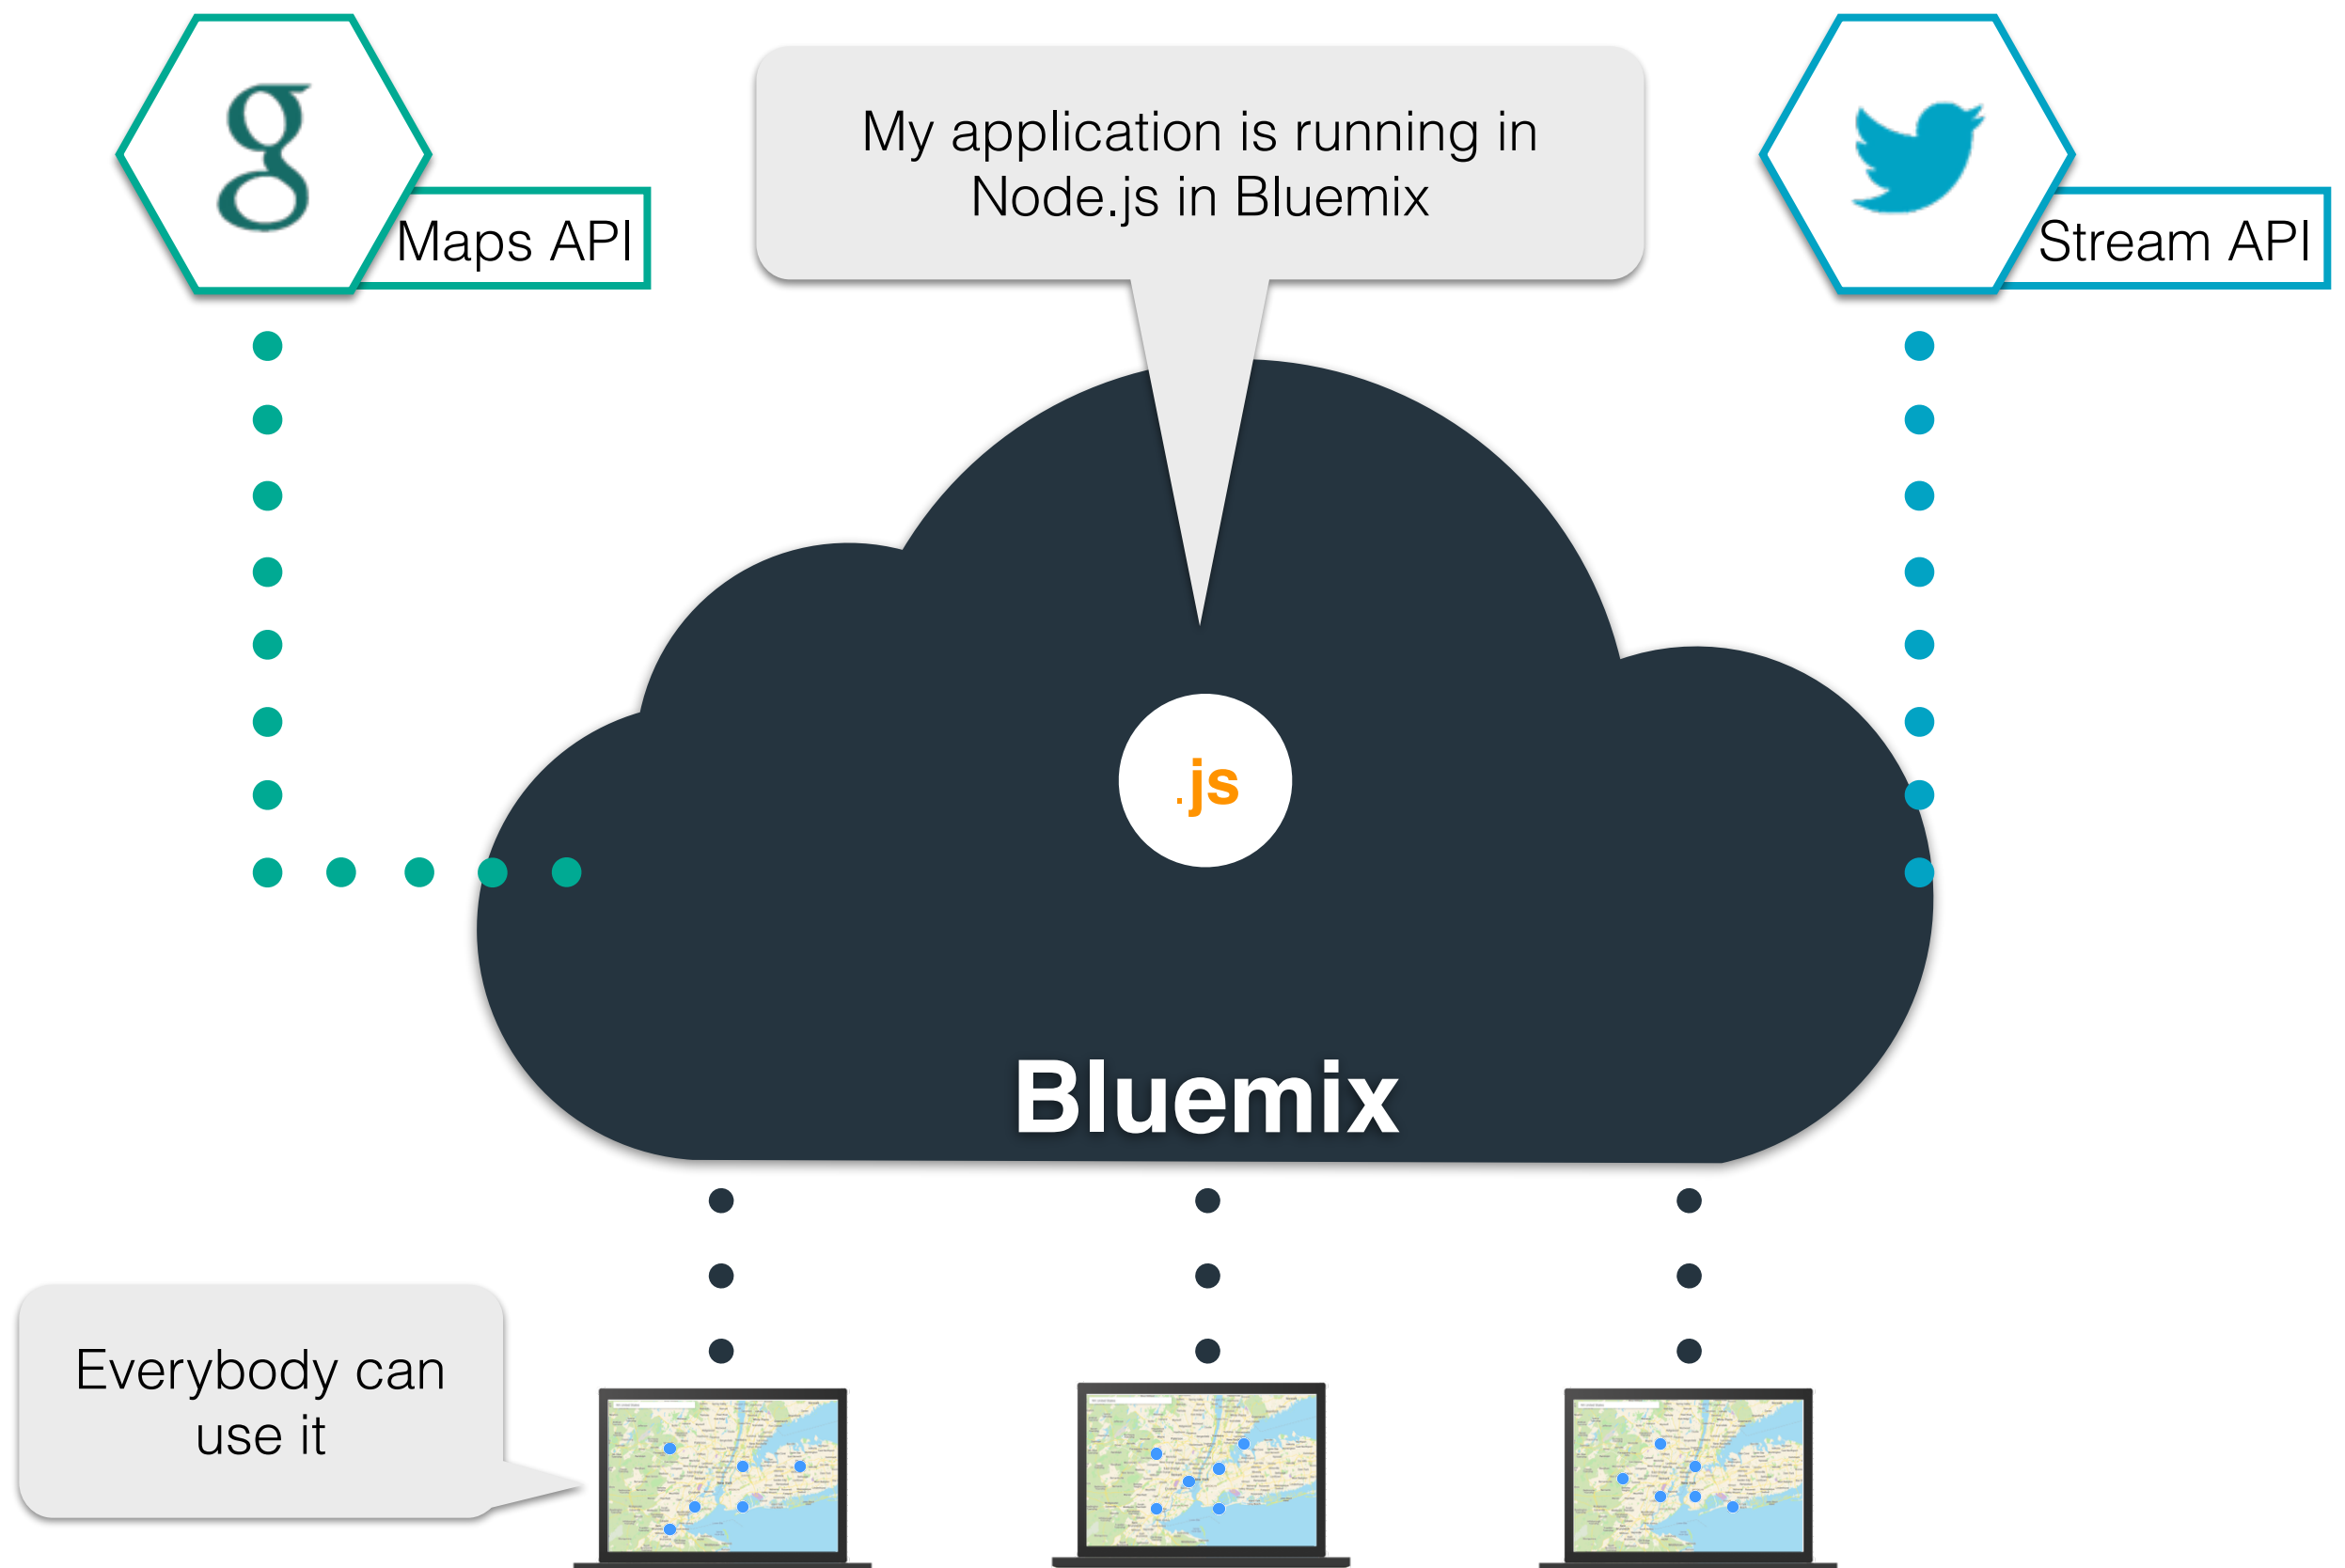 My application is running in
Node.js in Bluemix
Maps API
Stream API
.js
Bluemix
Everybody can
use it